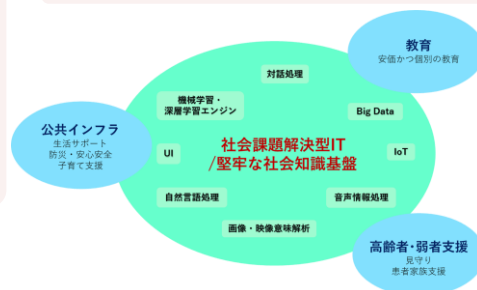 教育
安価かつ個別の教育
対話処理
機械学習・
深層学習エンジン
Big Data
公共インフラ
生活サポート
防災・安心安全
子育て支援
UI
社会課題解決型IT
/堅牢な社会知識基盤
IoT
自然言語処理
音声情報処理
画像・映像意味解析
高齢者・弱者支援
見守り
患者家族支援